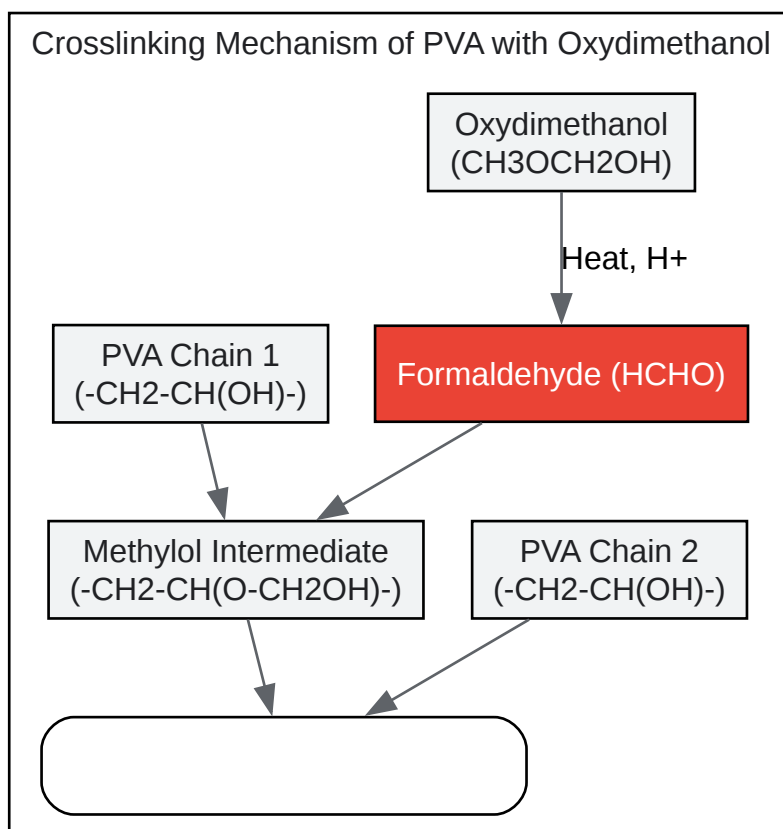 Crosslinking Mechanism of PVA with Oxydimethanol
Oxydimethanol
(CH3OCH2OH)
Heat, H+
PVA Chain 1
(-CH2-CH(OH)-)
Formaldehyde (HCHO)
Methylol Intermediate
(-CH2-CH(O-CH2OH)-)
PVA Chain 2
(-CH2-CH(OH)-)